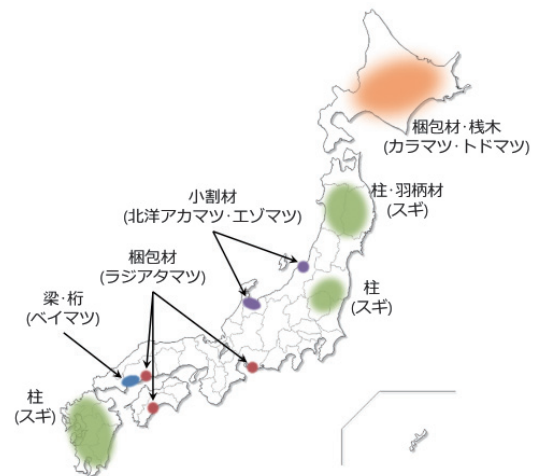 梱包材・桟木
(カラマツ・トドマツ)
柱・羽柄材
(スギ)
小割材
(北洋アカマツ・エゾマツ)
梱包材
(ラジアタマツ)
柱
(スギ)
梁・桁
(ベイマツ)
柱
(スギ)